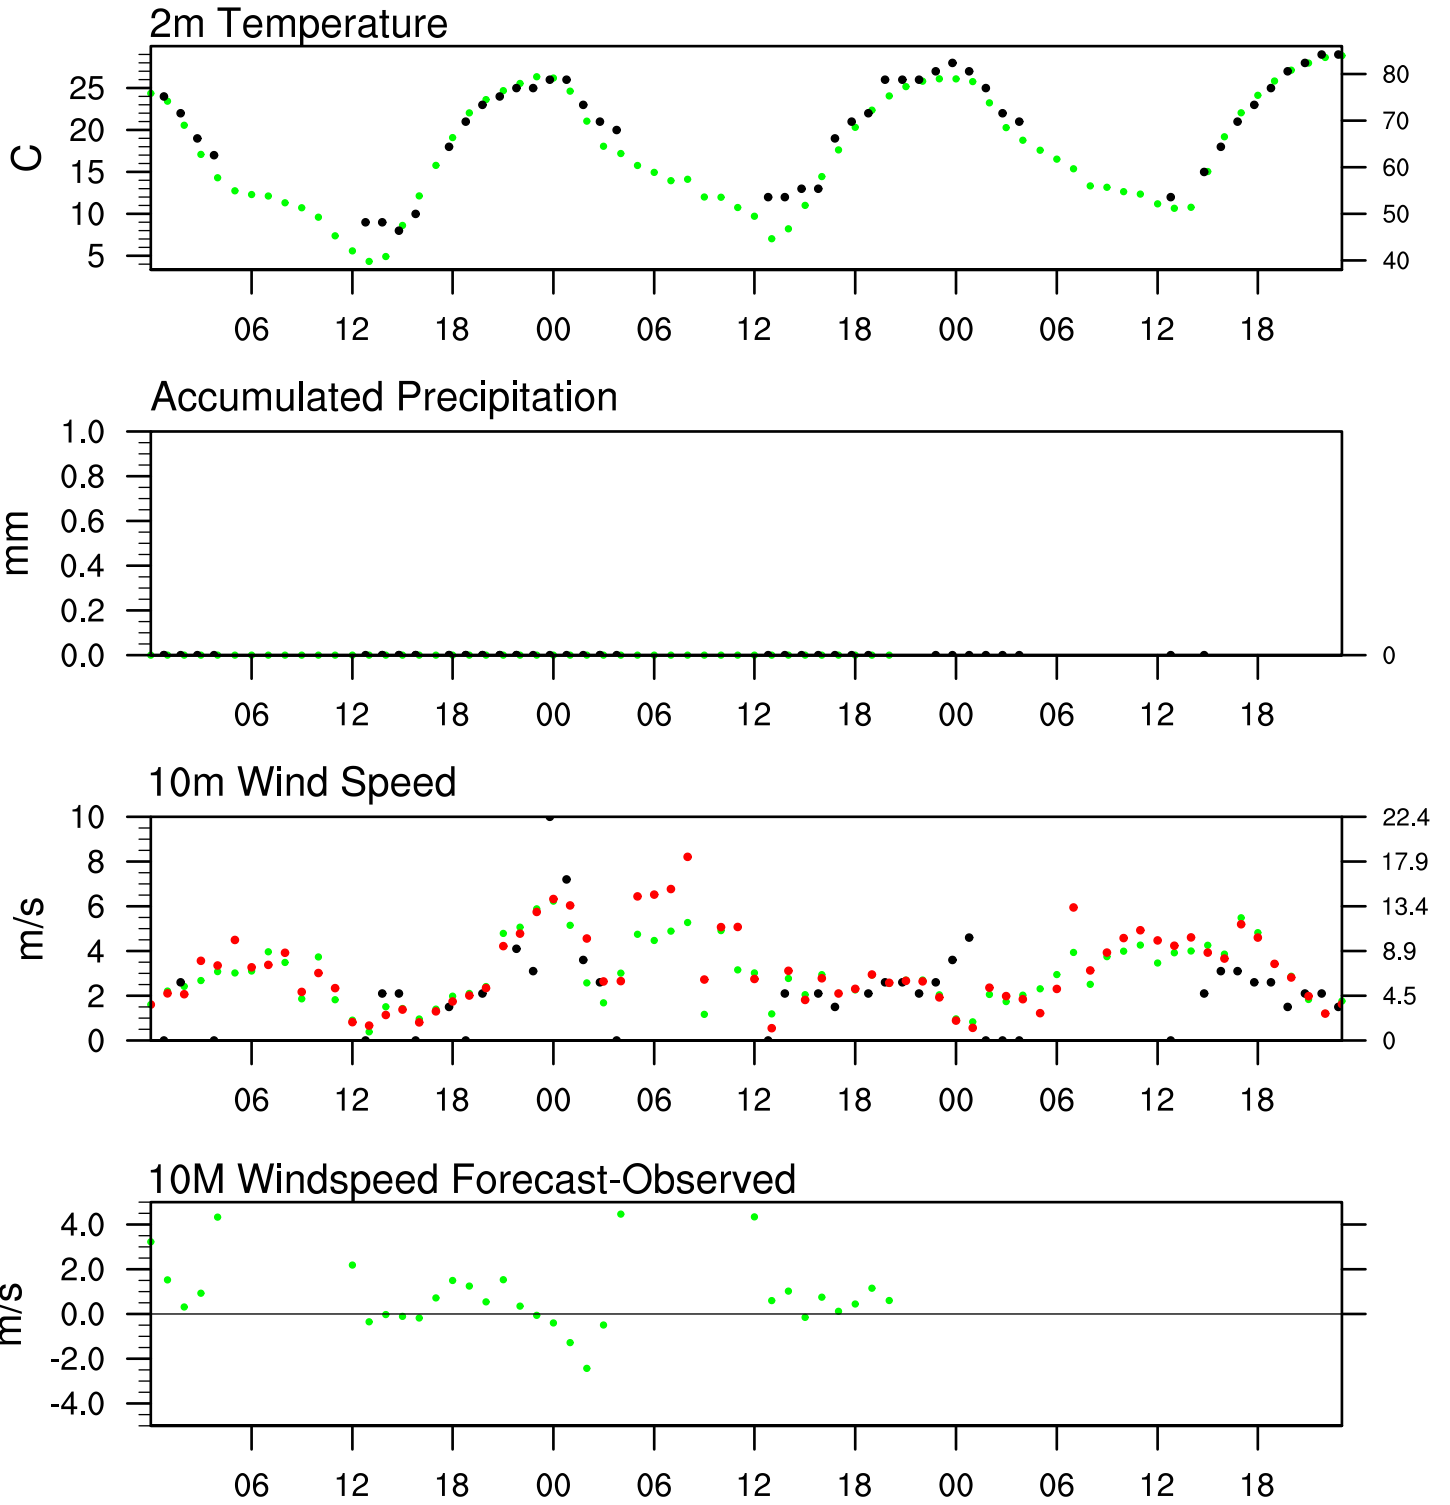 2m Temperature
C
25
20
15
10
5
80
70
60
50
40
06 12 18 00 06 12 18 00 06 12 18
Accumulated Precipitation
mm
1.0
0.8
0.6
0.4
0.2
0.0
0
06 12 18 00 06 12 18 00 06 12 18
10m Wind Speed
m/s
10
8
6
4
2
0
22.4
17.9
13.4
8.9
4.5
0
06 12 18 00 06 12 18 00 06 12 18
10M Windspeed Forecast-Observed
m/s
4.0
2.0
0.0
-2.0
-4.0
06 12 18 00 06 12 18 00 06 12 18